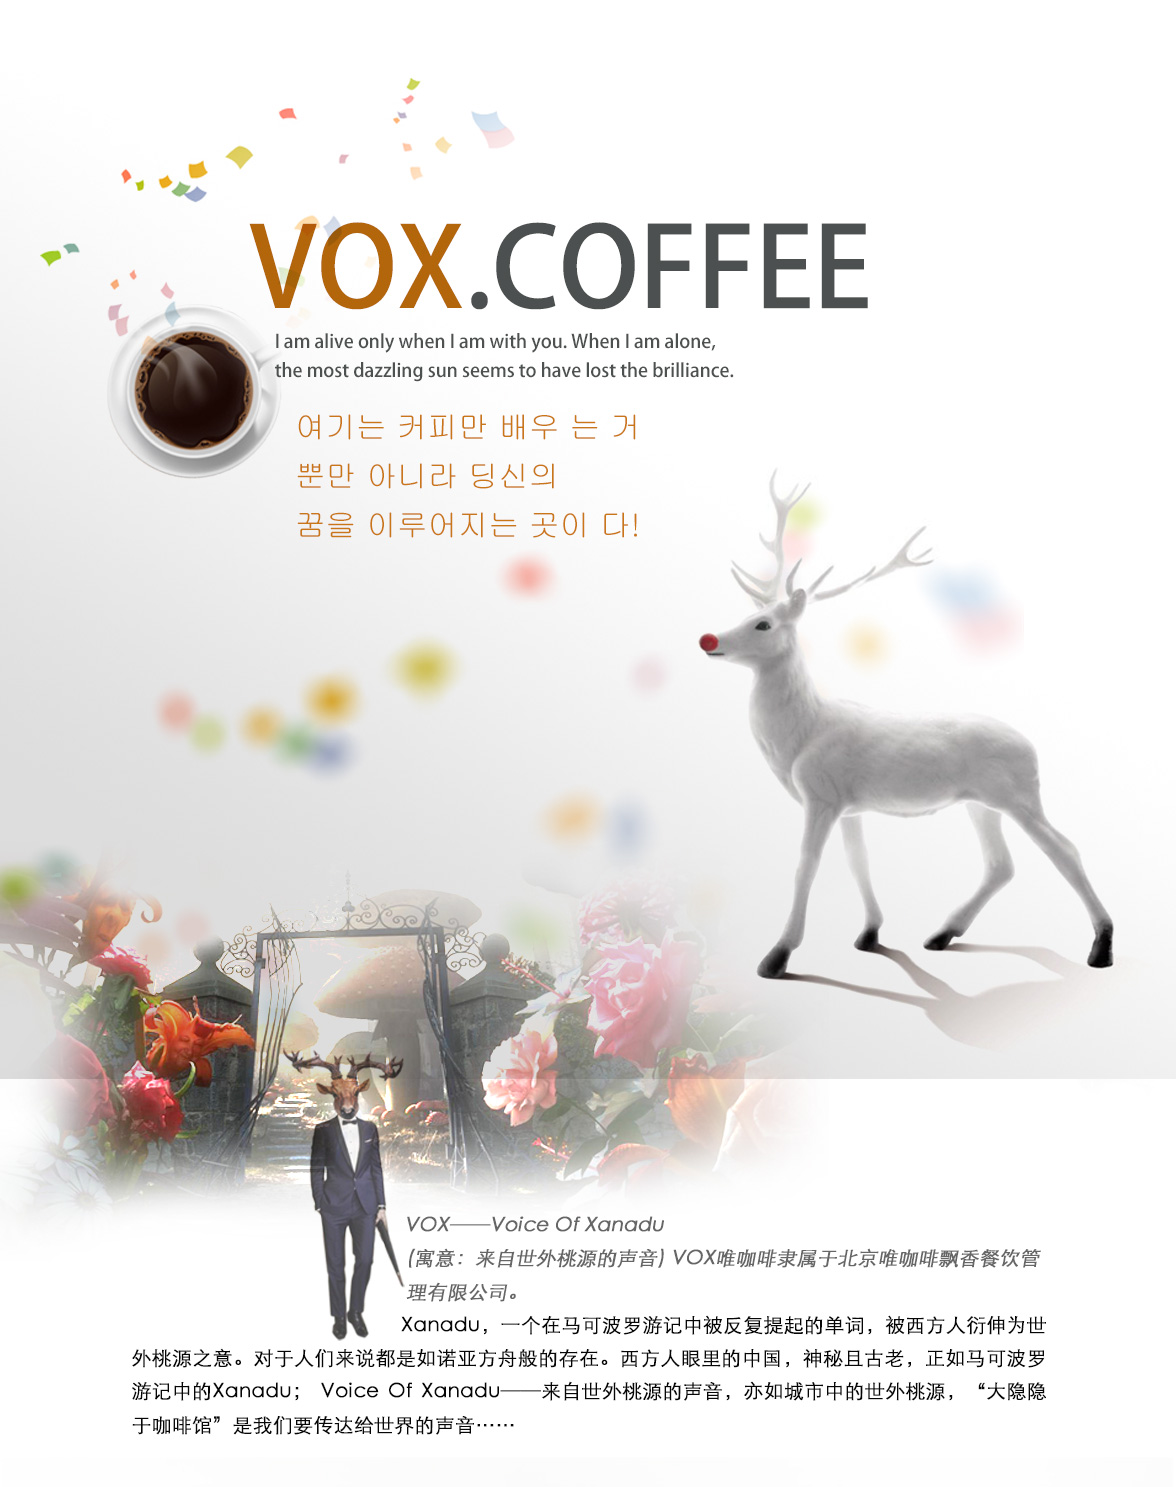 VOX.COFFEE
I am alive only when I am with you. When I am alone,
the most dazzling sun seems to have lost the brilliance.
여기는 커피만 배우 는 거
뿐만 아니라 딩신의
꿈을 이루어지는 곳이 다!
VOX——Voice Of Xanadu
(寓意：来自世外桃源的声音) VOX唯咖啡隶属于北京唯咖啡飘香餐饮管
理有限公司。
Xanadu，一个在马可波罗游记中被反复提起的单词，被西方人衍伸为世
外桃源之意。对于人们来说都是如诺亚方舟般的存在。西方人眼里的中国，神秘且古老，正如马可波罗
游记中的Xanadu； Voice Of Xanadu——来自世外桃源的声音，亦如城市中的世外桃源，“大隐隐
于咖啡馆”是我们要传达给世界的声音……